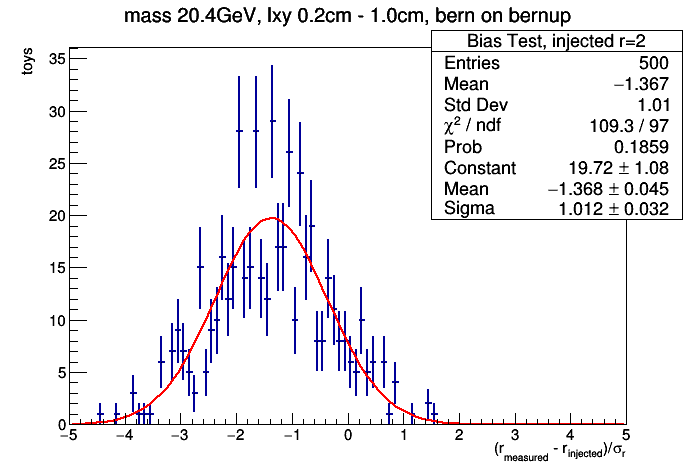 mass 20.4GeV, lxy 0.2cm - 1.0cm, bern on bernup
Bias Test, injected r=2
Entries 500
Mean −1.367
Std Dev 1.01
χ² / ndf 109.3 / 97
Prob 0.1859
Constant 19.72 ± 1.08
Mean −1.368 ± 0.045
Sigma 1.012 ± 0.032
toys
35
30
25
20
15
10
5
0
−5 −4 −3 −2 −1 0 1 2 3 4 5
(r_measured - r_injected)/σ_r